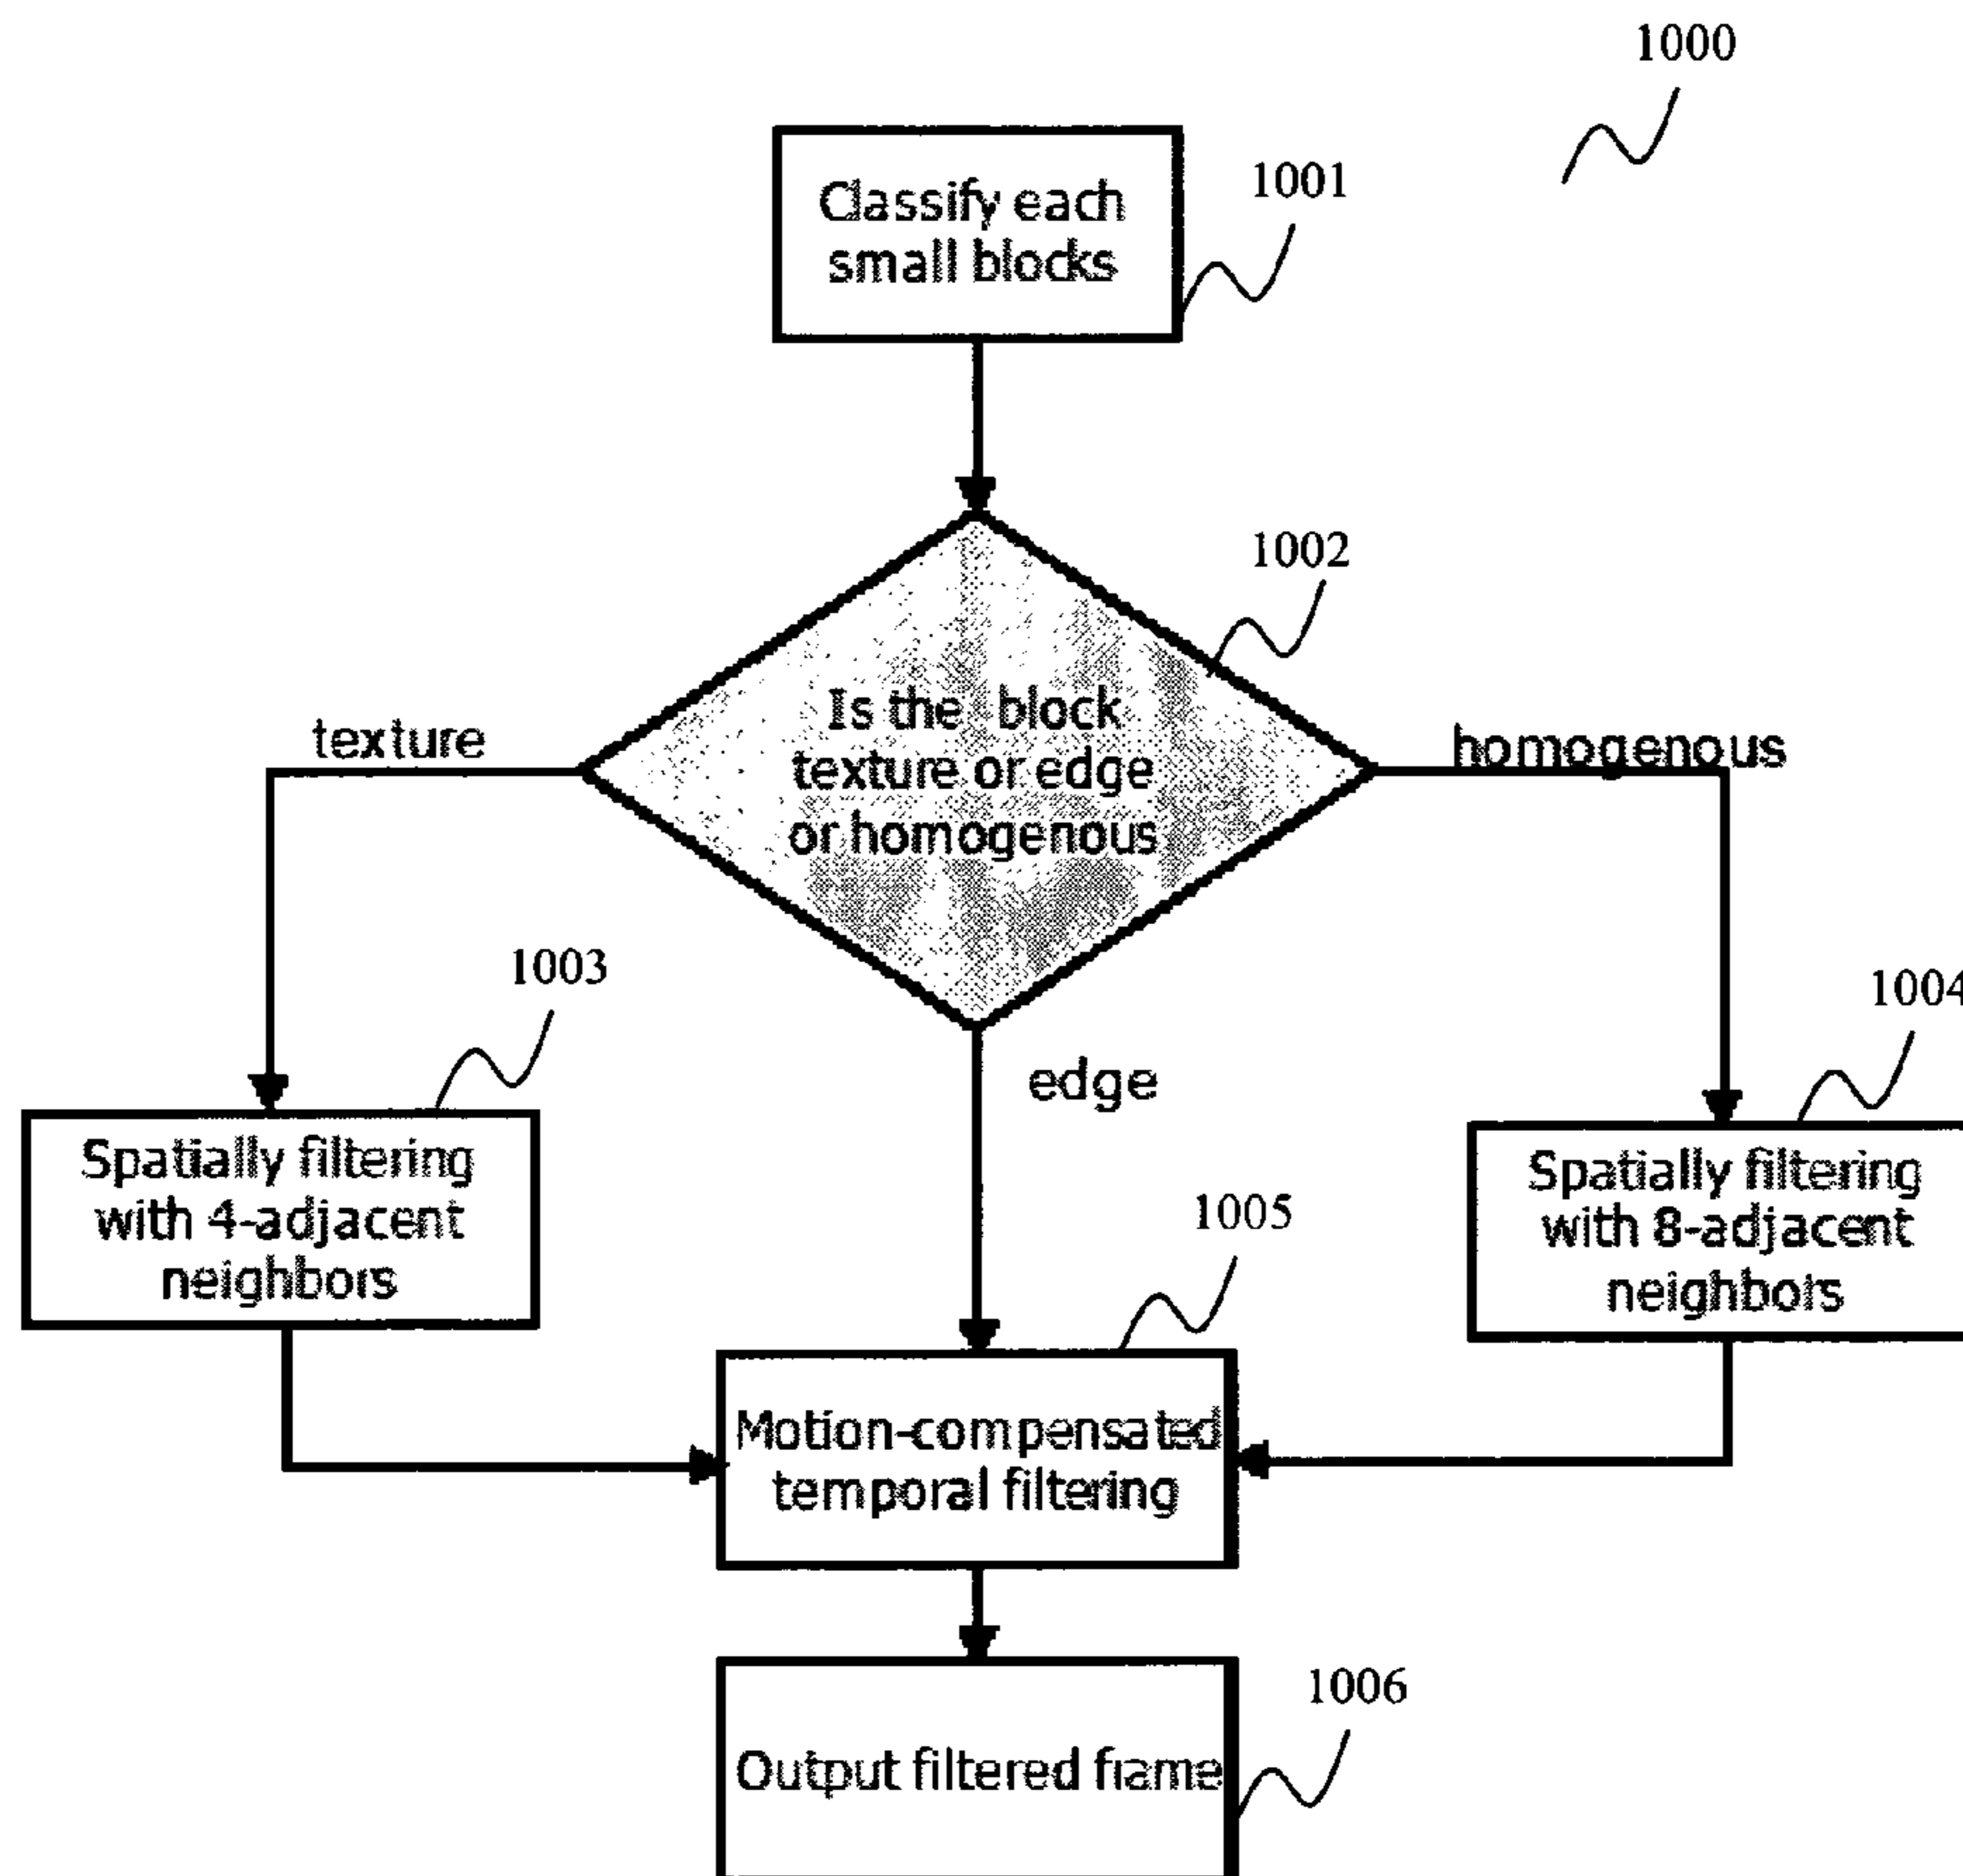 1000
Classify each
small blocks
1001
1002
Is the block
texture or edge
or homogenous
texture
homogenous
edge
1003
Spatially filtering
with 4-adjacent
neighbors
1004
Spatially filtering
with 8-adjacent
neighbors
1005
Motion-compensated
temporal filtering
1006
Output filtered frame